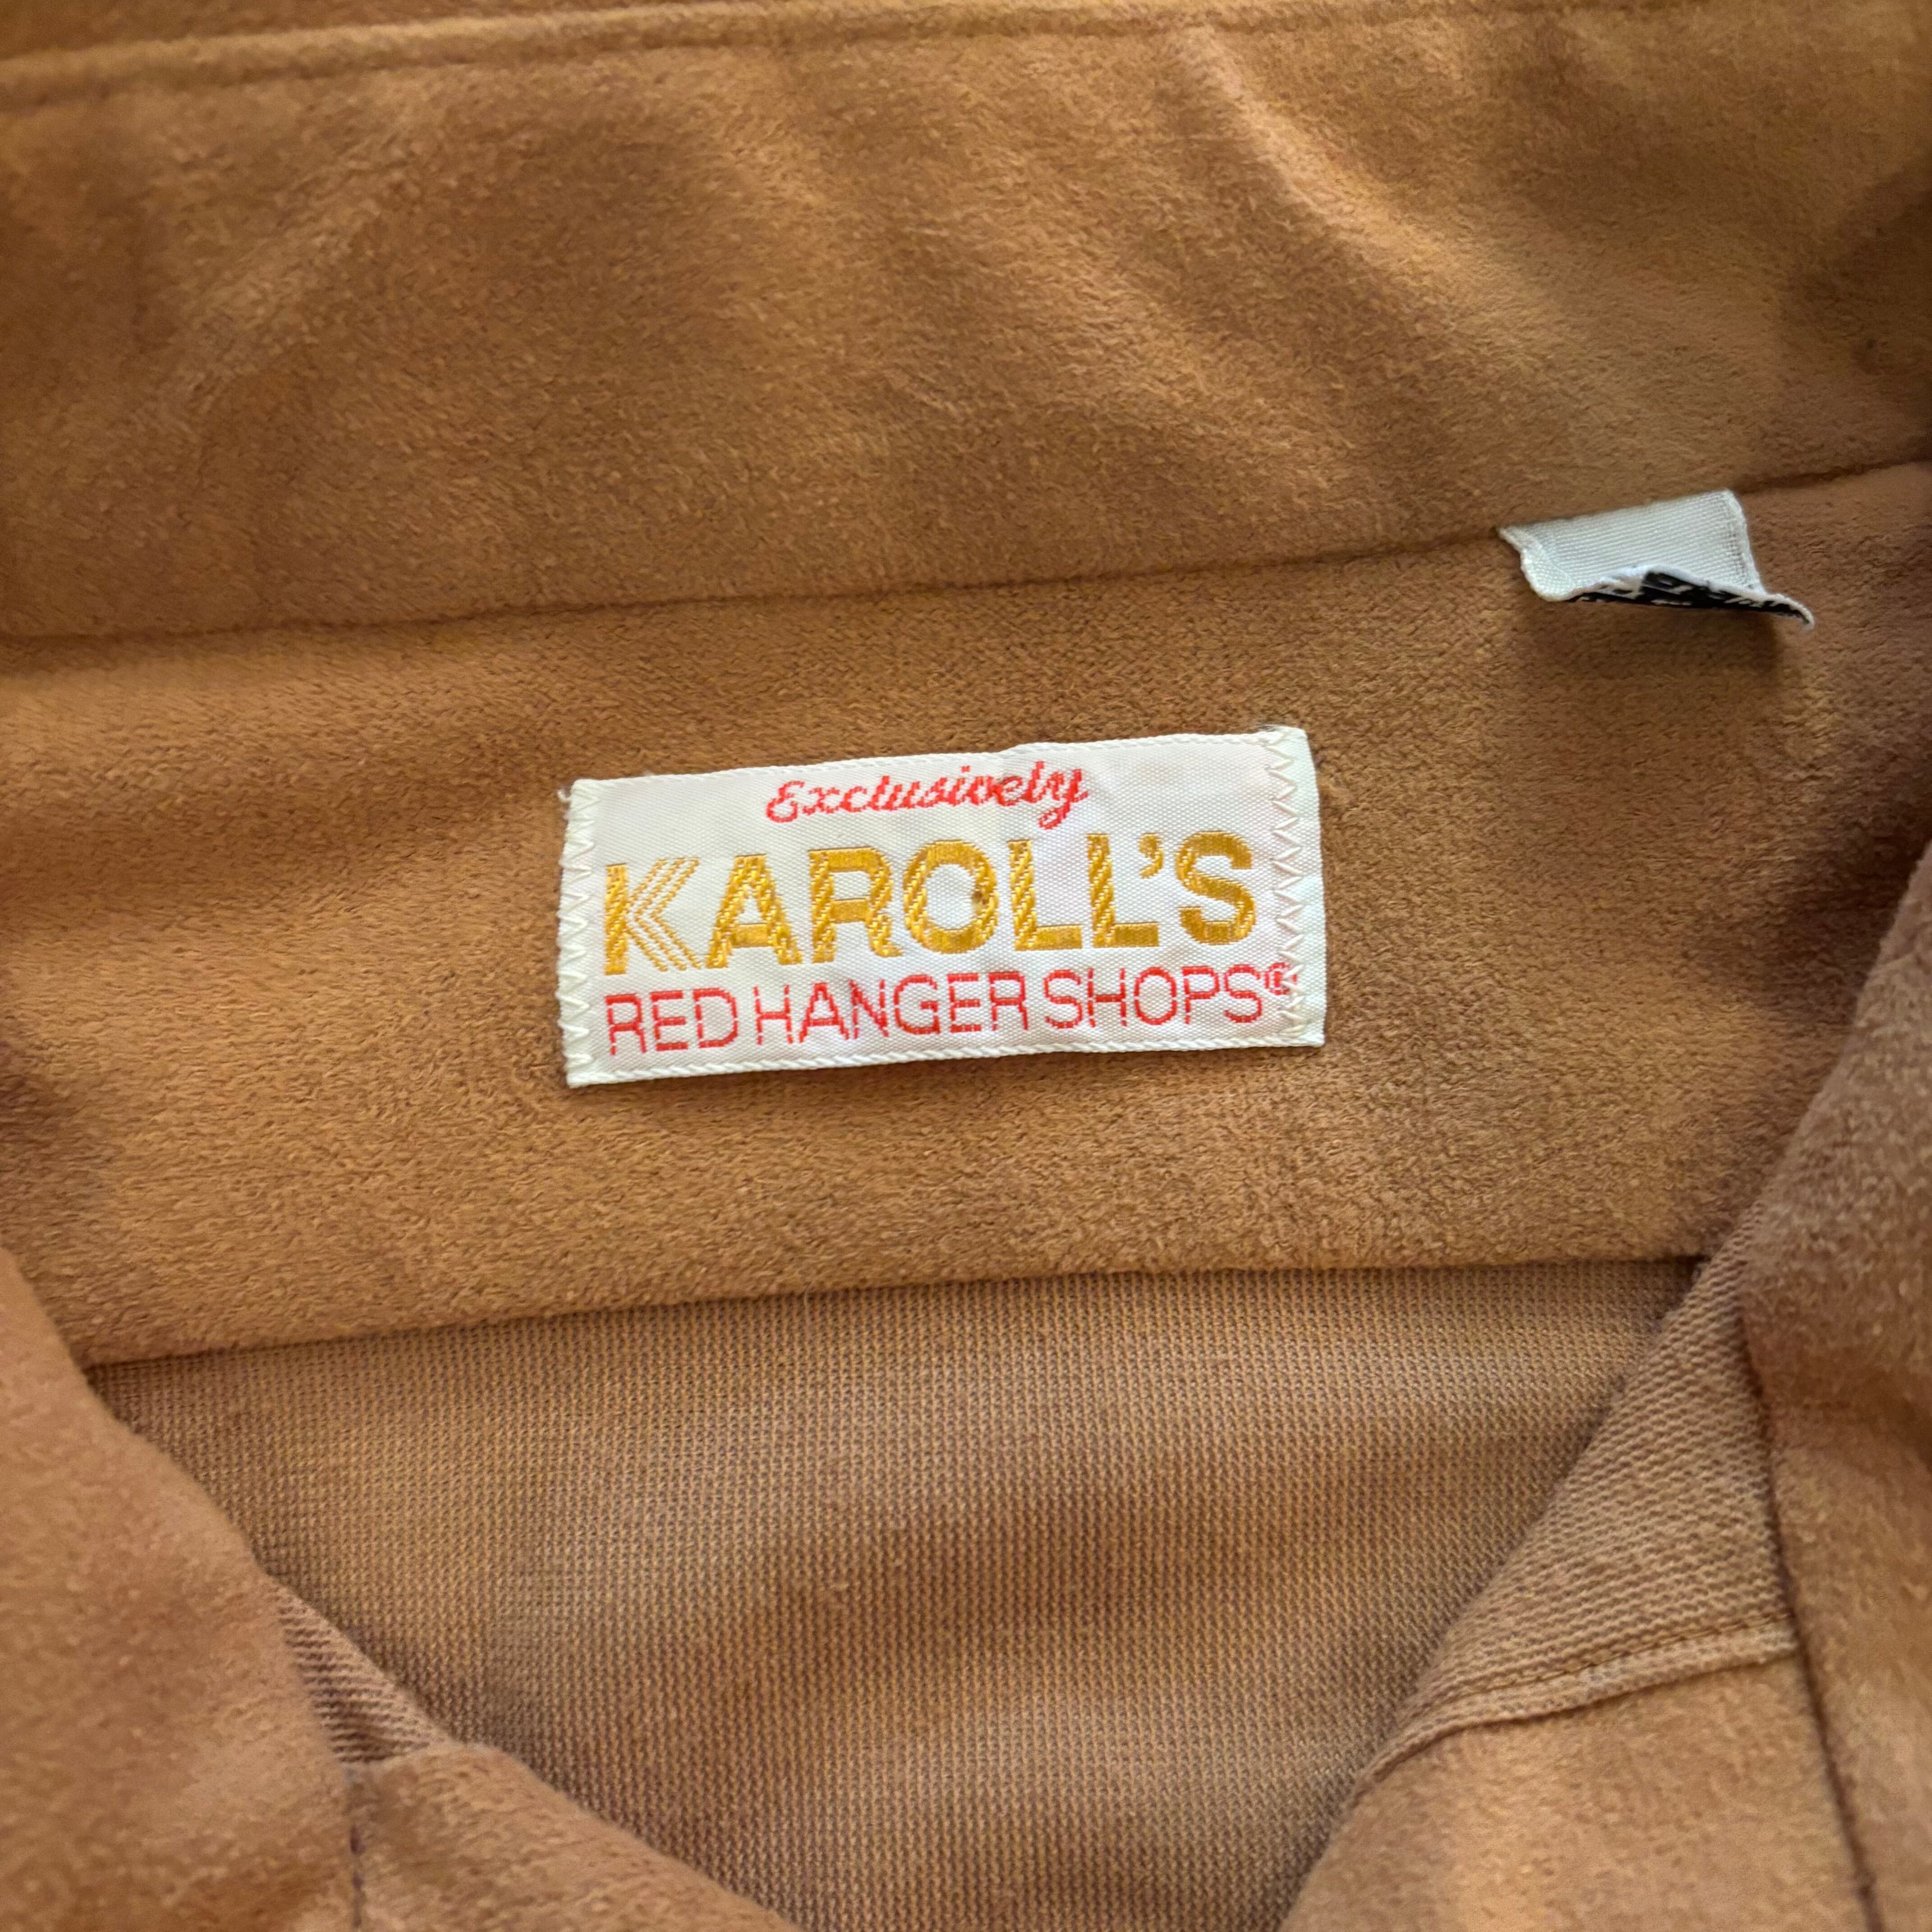 Exclusively
KAROLL'S
RED HANGER SHOPS®